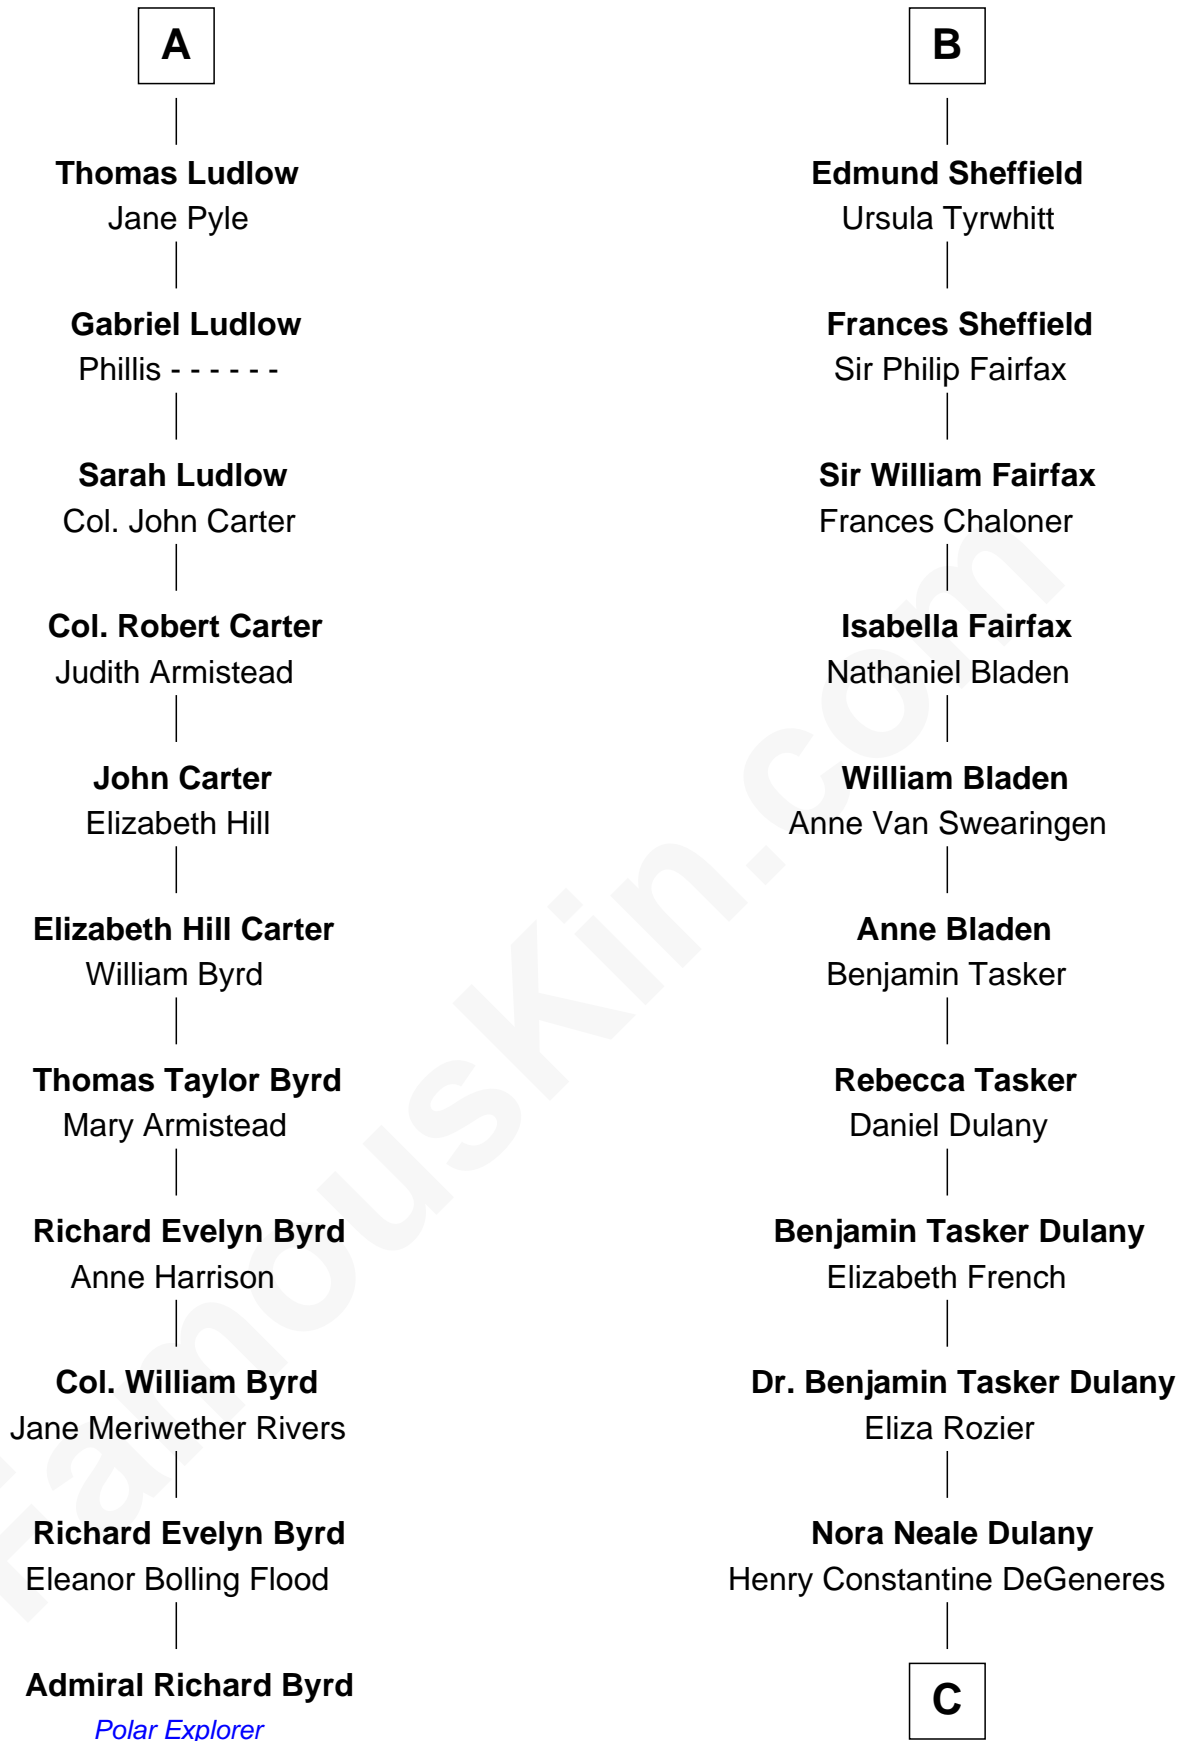 A
Thomas Ludlow
Jane Pyle
Gabriel Ludlow
Phillis - - - - - -
Sarah Ludlow
Col. John Carter
Col. Robert Carter
Judith Armistead
John Carter
Elizabeth Hill
Elizabeth Hill Carter
William Byrd
Thomas Taylor Byrd
Mary Armistead
Richard Evelyn Byrd
Anne Harrison
Col. William Byrd
Jane Meriwether Rivers
Richard Evelyn Byrd
Eleanor Bolling Flood
Admiral Richard Byrd
Polar Explorer
B
Edmund Sheffield
Ursula Tyrwhitt
Frances Sheffield
Sir Philip Fairfax
Sir William Fairfax
Frances Chaloner
Isabella Fairfax
Nathaniel Bladen
William Bladen
Anne Van Swearingen
Anne Bladen
Benjamin Tasker
Rebecca Tasker
Daniel Dulany
Benjamin Tasker Dulany
Elizabeth French
Dr. Benjamin Tasker Dulany
Eliza Rozier
Nora Neale Dulany
Henry Constantine DeGeneres
C
FamousKin.com